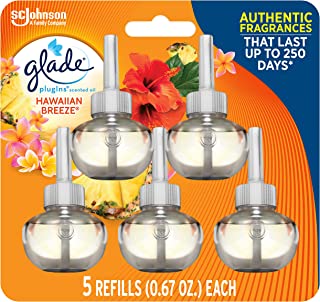 SC Johnson
A Family Company
glade®
plugins® scented oil
HAWAIIAN
BREEZE®
AUTHENTIC
FRAGRANCES
THAT LAST
UP TO 250
DAYS*
5 REFILLS (0.67 OZ.) EACH